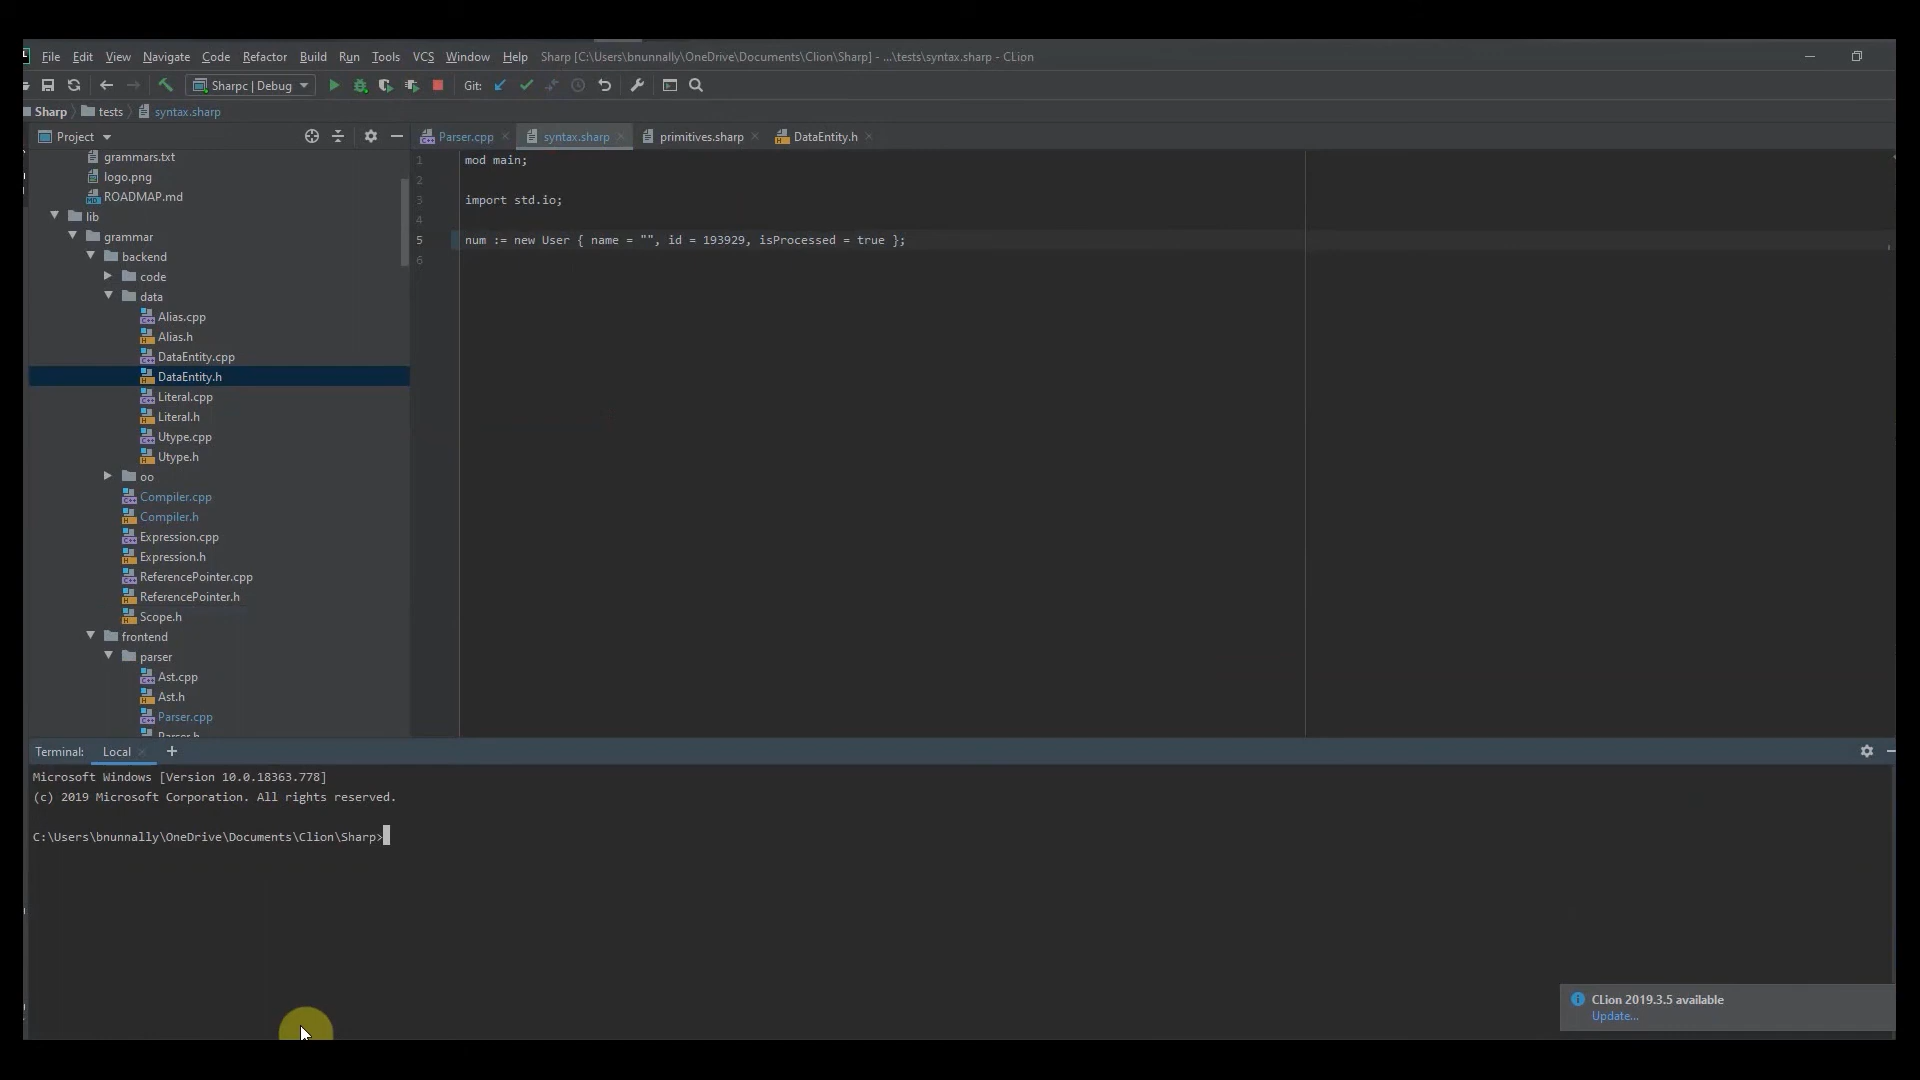 File Edit View Navigate Code Refactor Build Run Tools VCS Window Help Sharp [C:\Users\bnunnally\OneDrive\Documents\Clion\Sharp] - ...\tests\syntax.sharp - CLion
Sharpc | Debug Git:
Sharp tests syntax.sharp
Project
Parser.cpp syntax.sharp primitives.sharp DataEntity.h
grammars.txt
logo.png
ROADMAP.md
lib
grammar
backend
code
data
Alias.cpp
Alias.h
DataEntity.cpp
DataEntity.h
Literal.cpp
Literal.h
Utype.cpp
Utype.h
oo
Compiler.cpp
Compiler.h
Expression.cpp
Expression.h
ReferencePointer.cpp
ReferencePointer.h
Scope.h
frontend
parser
Ast.cpp
Ast.h
Parser.cpp
Parser.h
1 mod main;
2
3 import std.io;
4
5 num := new User { name = "", id = 193929, isProcessed = true };
6
Terminal: Local +
Microsoft Windows [Version 10.0.18363.778]
(c) 2019 Microsoft Corporation. All rights reserved.
C:\Users\bnunnally\OneDrive\Documents\Clion\Sharp>
CLion 2019.3.5 available
Update...